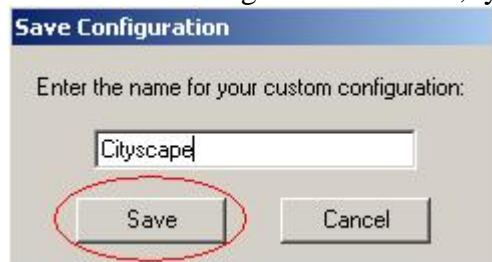 Save Configuration
Enter the name for your custom configuration:
Cityscape
Save Cancel